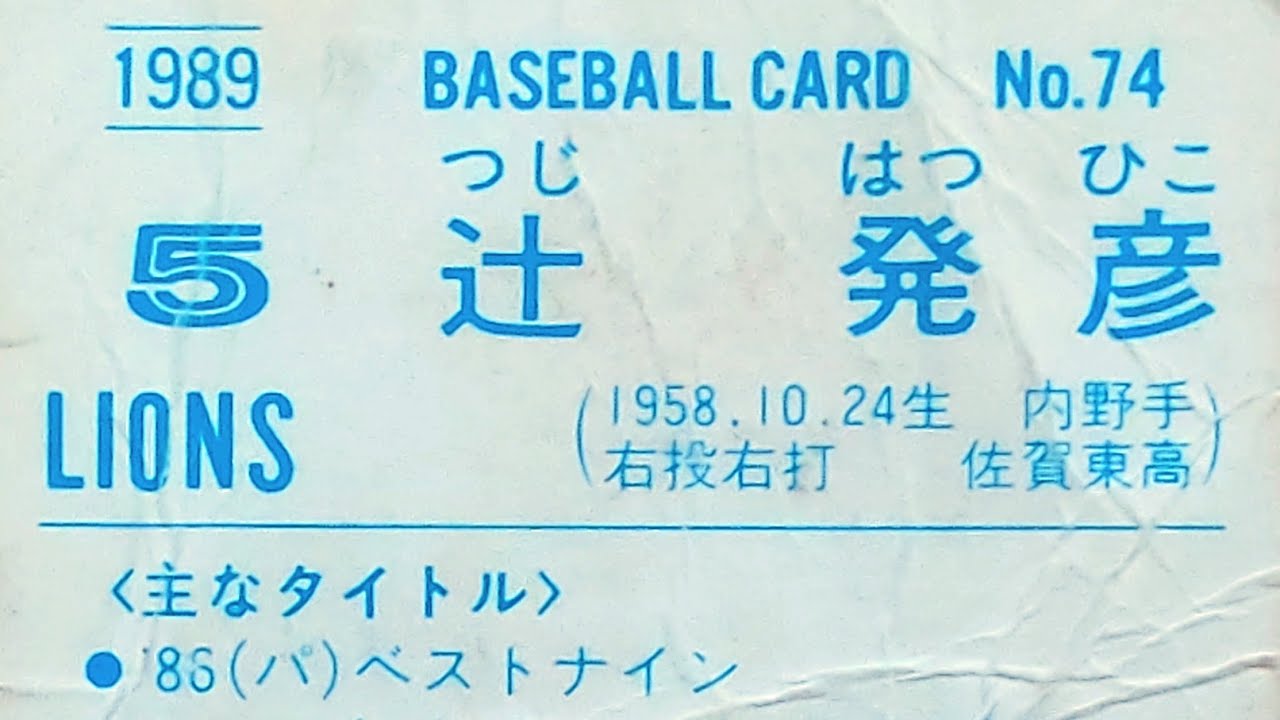 1989 BASEBALL CARD No.74
つじ はつ ひこ
5 辻 発 彦
LIONS
(1958.10.24生 内野手
右投右打 佐賀東高)
〈主なタイトル〉
● '86(パ)ベストナイン